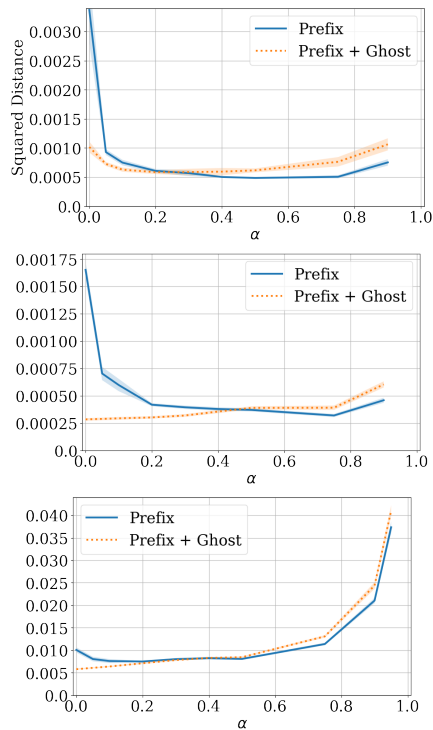 Squared Distance
0.0030
0.0025
0.0020
0.0015
0.0010
0.0005
0.0
Prefix
Prefix + Ghost
0.0 0.2 0.4 0.6 0.8 1.0
α
0.00175
0.00150
0.00125
0.00100
0.00075
0.00050
0.00025
0.0
Prefix
Prefix + Ghost
0.0 0.2 0.4 0.6 0.8 1.0
α
0.040
0.035
0.030
0.025
0.020
0.015
0.010
0.005
0.0
Prefix
Prefix + Ghost
0.0 0.2 0.4 0.6 0.8 1.0
α